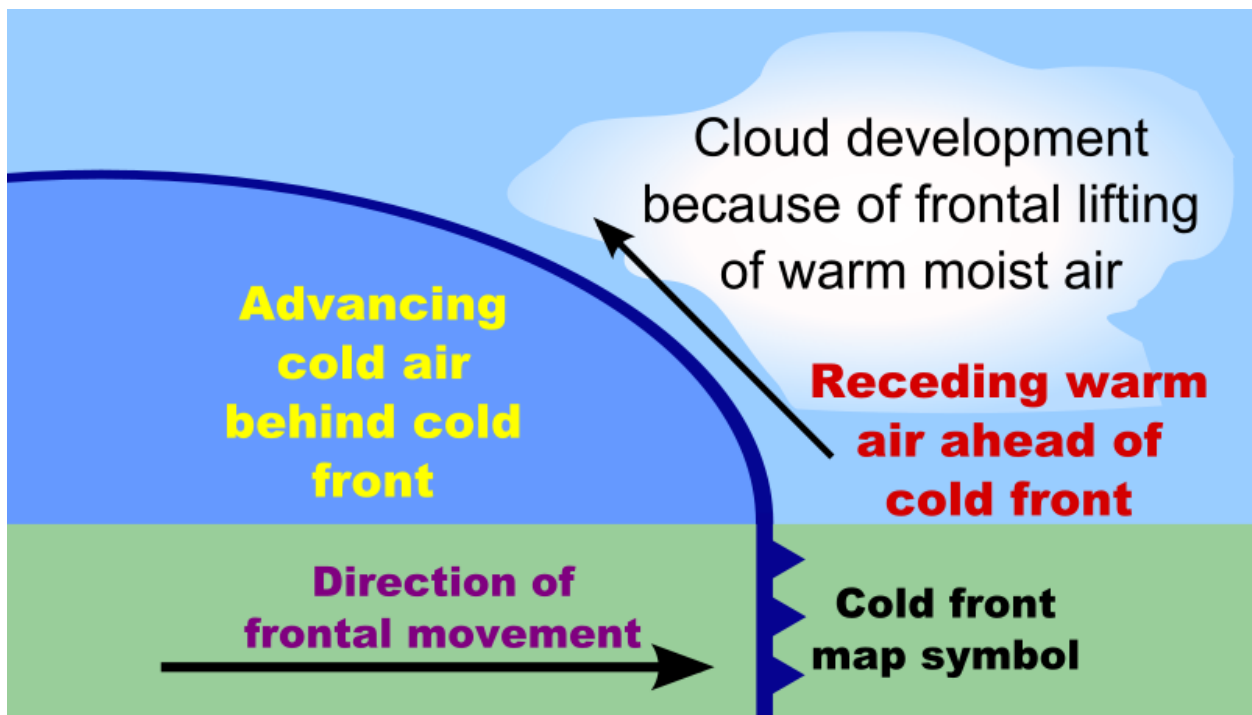 Cloud development
because of frontal lifting
of warm moist air
Advancing
cold air
behind cold
front
Receding warm
air ahead of
cold front
Direction of
frontal movement
Cold front
map symbol